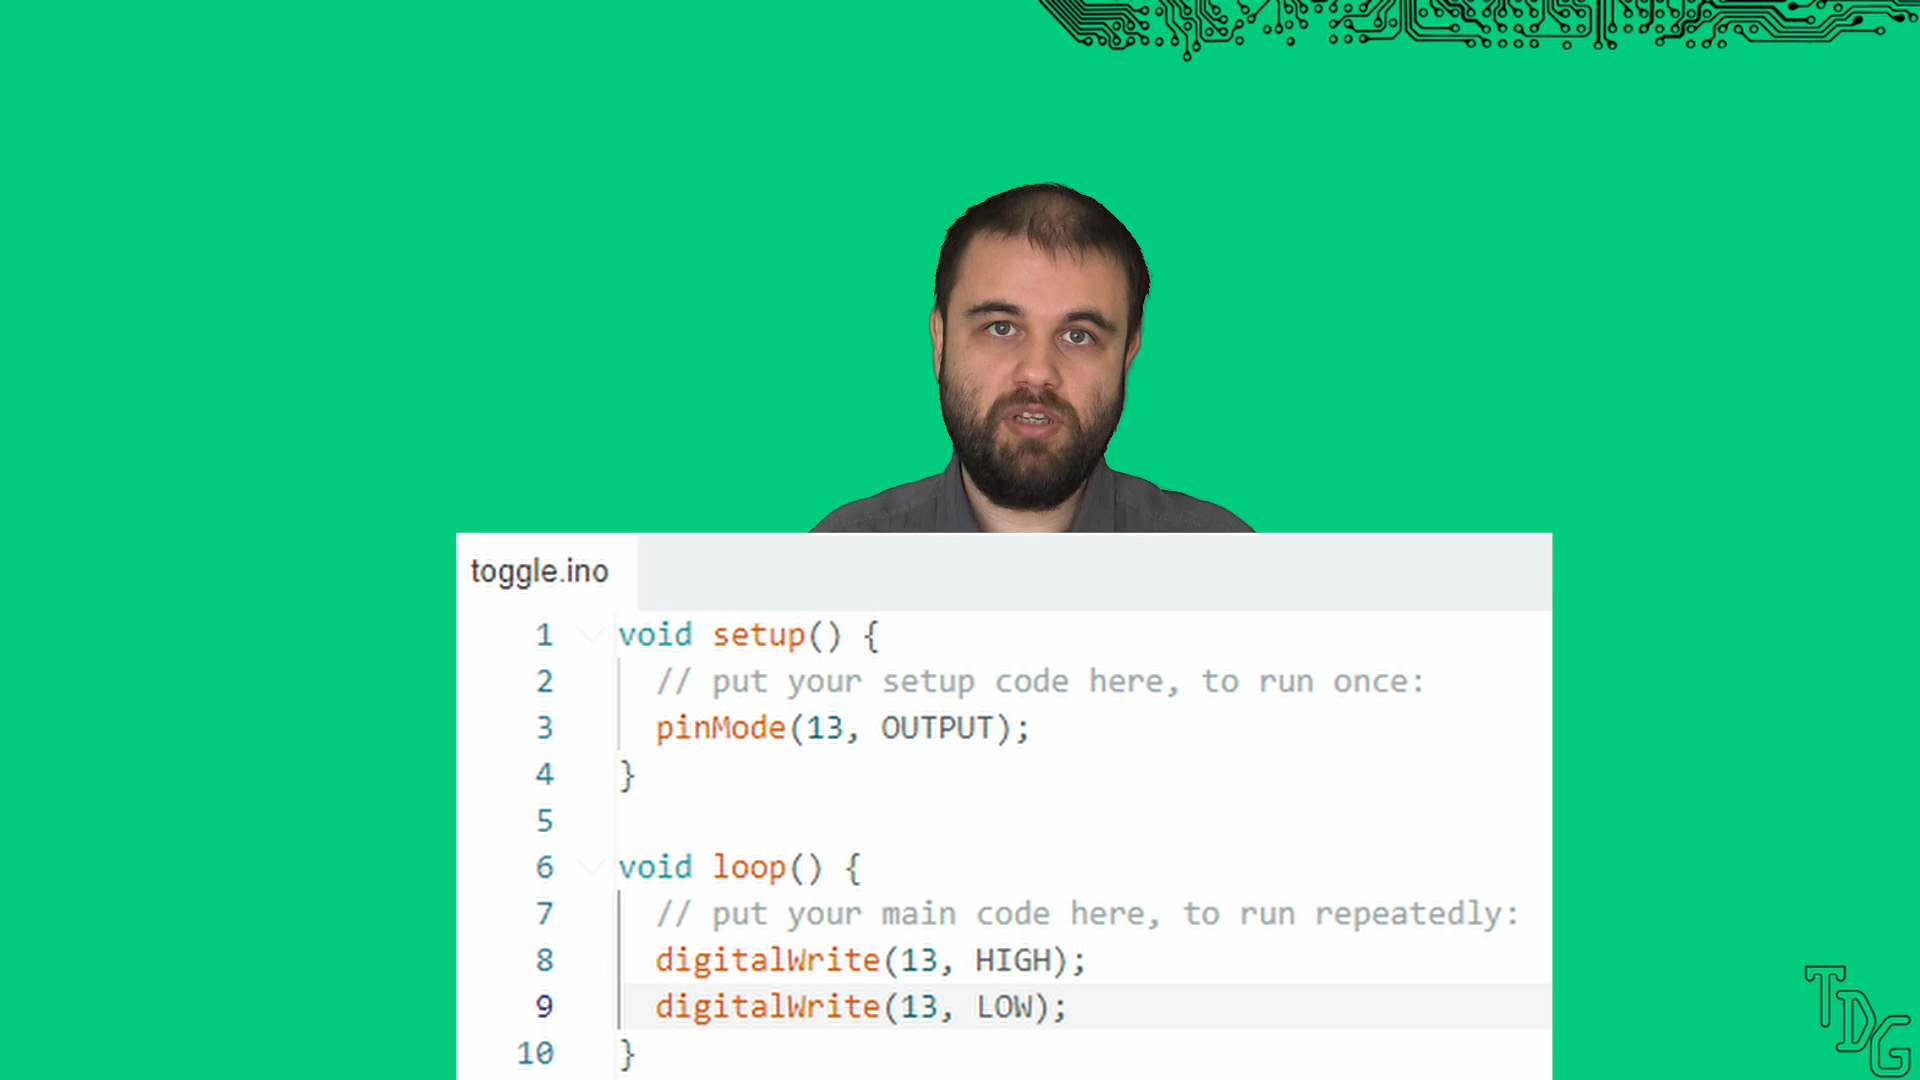 toggle.ino
1 void setup() {
2 // put your setup code here, to run once:
3 pinMode(13, OUTPUT);
4 }
5
6 void loop() {
7 // put your main code here, to run repeatedly:
8 digitalWrite(13, HIGH);
9 digitalWrite(13, LOW);
10 }
TDG